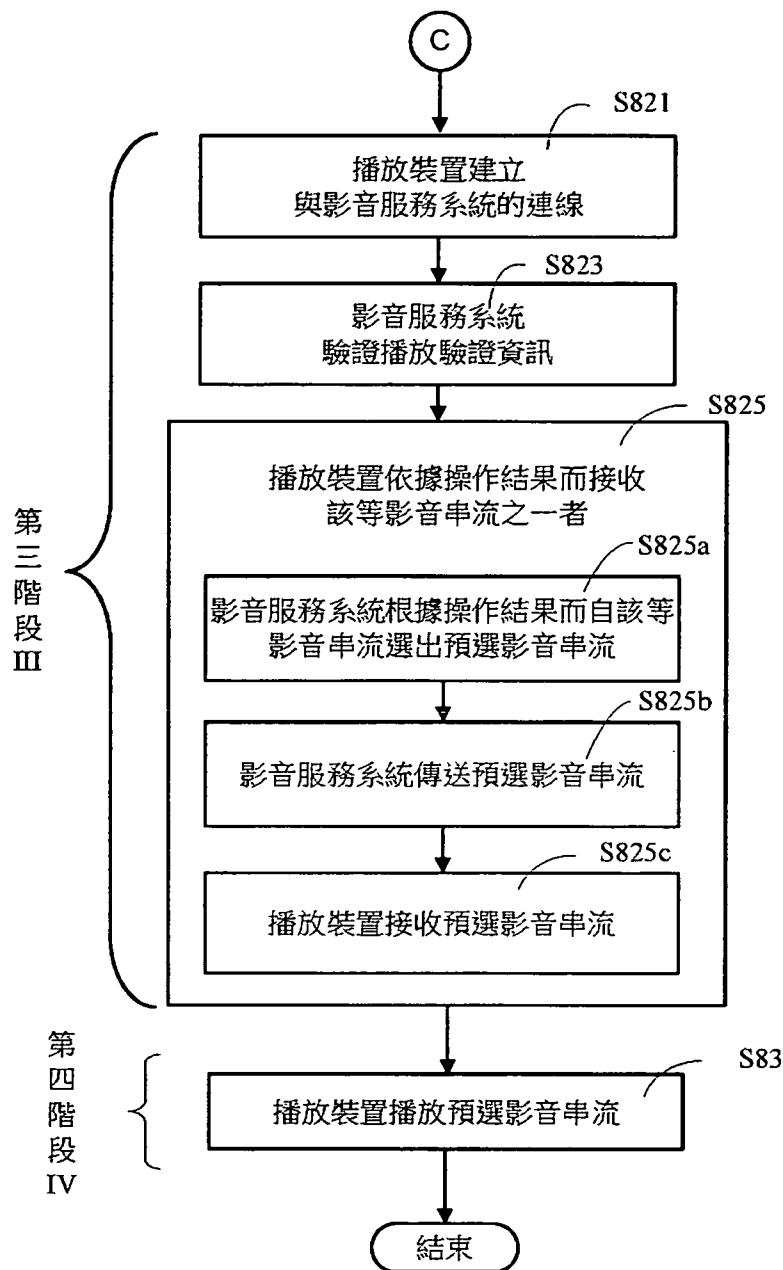 C
S821
播放裝置建立
與影音服務系統的連線
S823
影音服務系統
驗證播放驗證資訊
S825
播放裝置依據操作結果而接收
該等影音串流之一者
第三階段III
S825a
影音服務系統根據操作結果而自該等
影音串流選出預選影音串流
S825b
影音服務系統傳送預選影音串流
S825c
播放裝置接收預選影音串流
第四階段IV
S83
播放裝置播放預選影音串流
結束